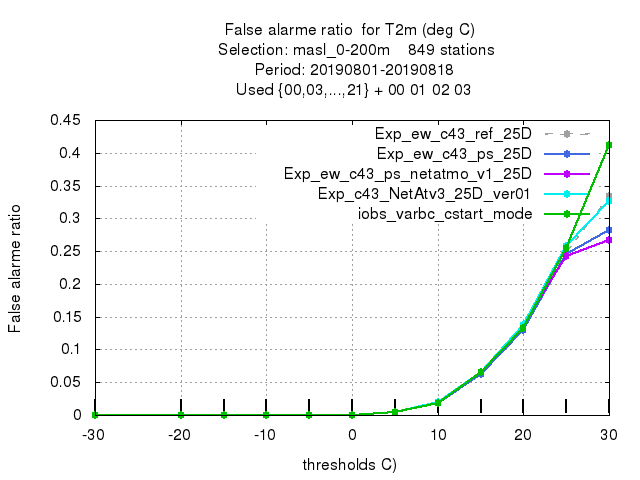 False alarme ratio  for T2m (deg C)
Selection: masl_0-200m    849 stations
Period: 20190801-20190818
Used {00,03,...,21} + 00 01 02 03
0.45
0.4
0.35
0.3
0.25
0.2
0.15
0.1
0.05
0
False alarme ratio
Exp_ew_c43_ref_25D
Exp_ew_c43_ps_25D
Exp_ew_c43_ps_netatmo_v1_25D
Exp_c43_NetAtv3_25D_ver01
iobs_varbc_cstart_mode
-30 -20 -10 0 10 20 30
thresholds C)